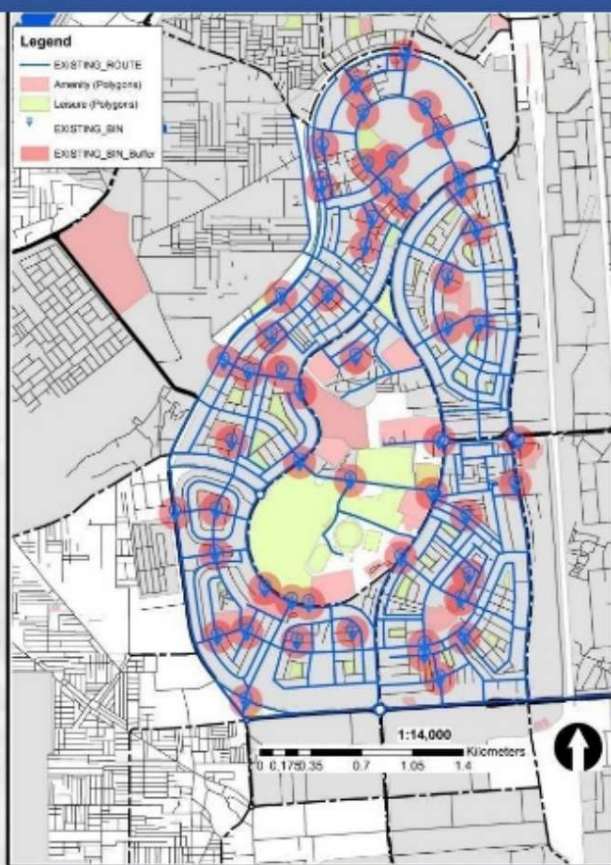 Legend
EXISTING_ROUTE
Amenity (Polygons)
Leisure (Polygons)
EXISTING_BIN
EXISTING_BIN_Buffer
1:14,000
Kilometers
0 0.175 0.35 0.7 1.05 1.4